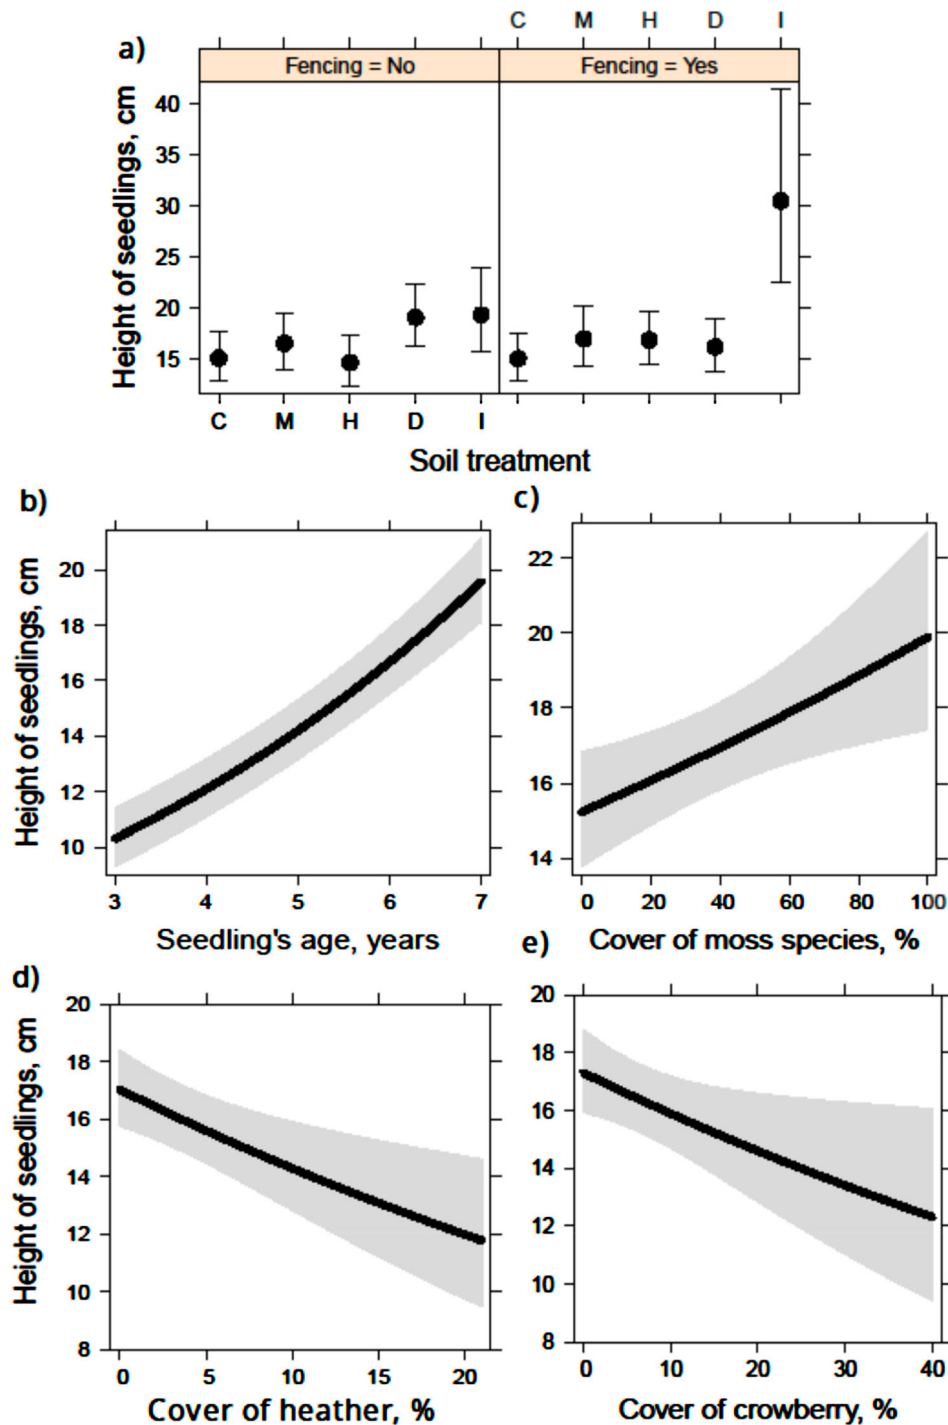 C M H D I
a)
Fencing = No Fencing = Yes
Height of seedlings, cm
40
35
30
25
20
15
C M H D I
Soil treatment
b)
Height of seedlings, cm
20
18
16
14
12
10
3 4 5 6 7
Seedling's age, years
c)
22
20
18
16
14
0 20 40 60 80 100
Cover of moss species, %
d)
Height of seedlings, cm
20
18
16
14
12
10
8
0 5 10 15 20
Cover of heather, %
e)
20
18
16
14
12
10
8
0 10 20 30 40
Cover of crowberry, %